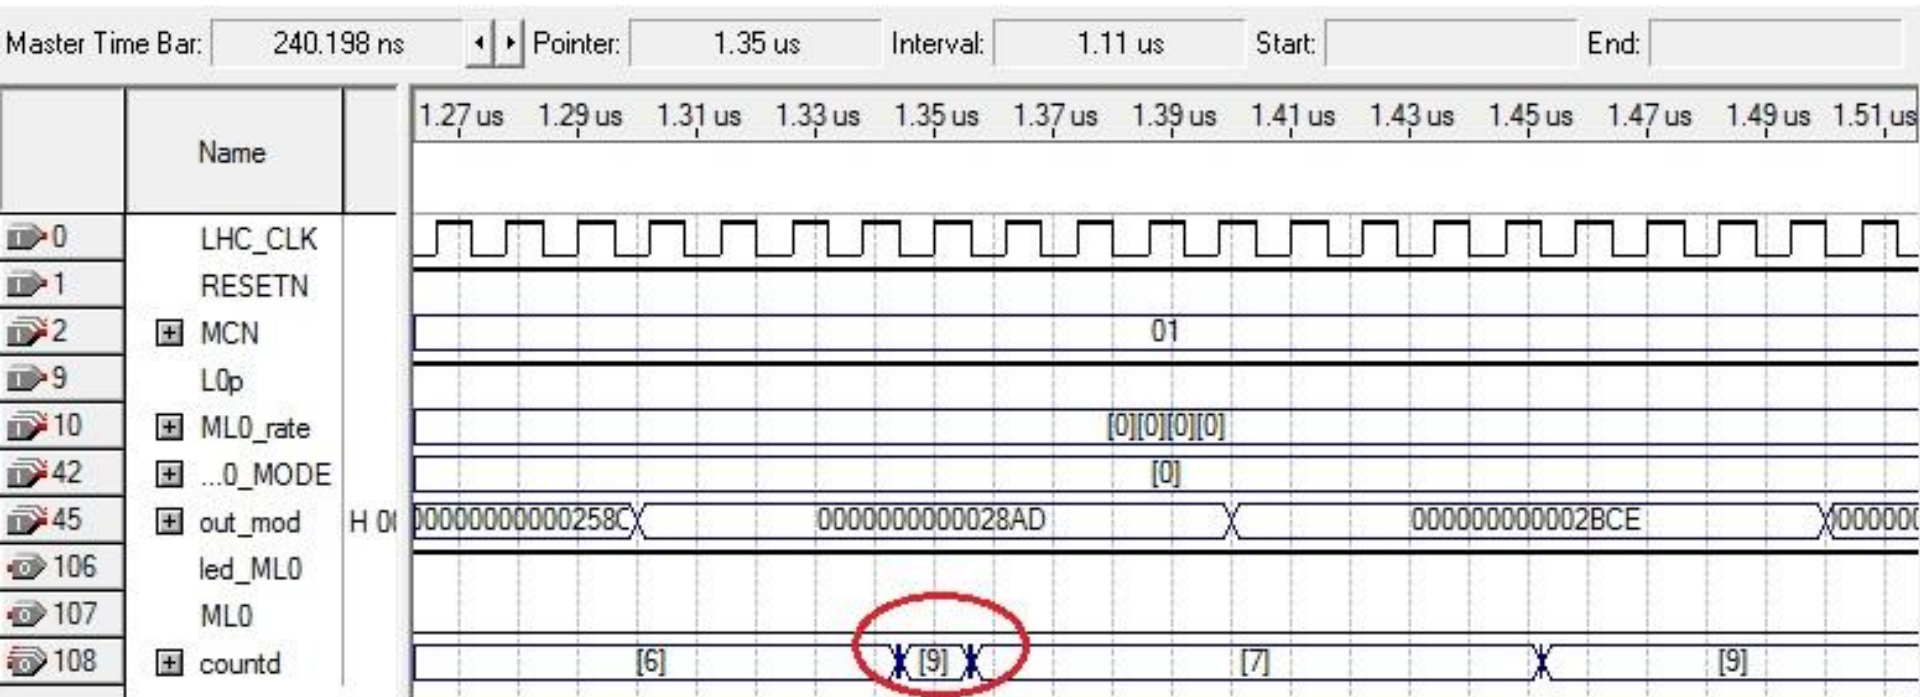 Master Time Bar: 240.198 ns Pointer: 1.35 us Interval: 1.11 us Start: End:
Name 1.27 us 1.29 us 1.31 us 1.33 us 1.35 us 1.37 us 1.39 us 1.41 us 1.43 us 1.45 us 1.47 us 1.49 us 1.51 us
0 LHC_CLK
1 RESETN
2 MCN 01
9 L0p
10 ML0_rate [0][0][0][0]
42 ...0_MODE [0]
45 out_mod H 00 000000000000258C 0000000000028AD 000000000002BCE 000000
106 led_ML0
107 ML0
108 countd [6] [9] [7] [9]